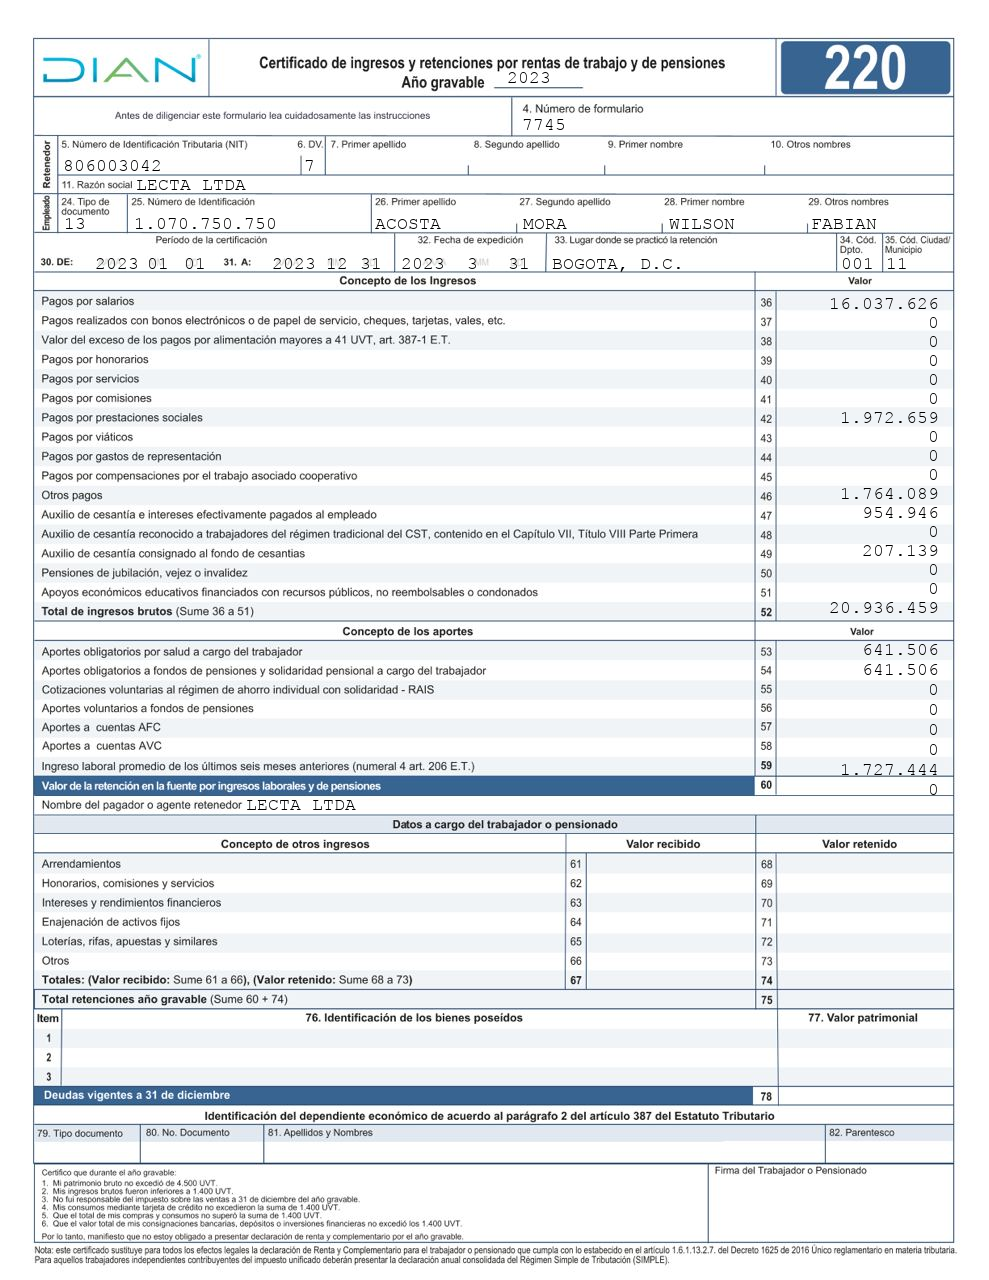 DIAN
Certificado de ingresos y retenciones por rentas de trabajo y de pensiones
Año gravable 2023
220
Antes de diligenciar este formulario lea cuidadosamente las instrucciones
4. Número de formulario
7745
Retenedor
5. Número de Identificación Tributaria (NIT) 6. DV. 7. Primer apellido 8. Segundo apellido 9. Primer nombre 10. Otros nombres
806003042 7
11. Razón social LECTA LTDA
Empleado
24. Tipo de documento 25. Número de Identificación 26. Primer apellido 27. Segundo apellido 28. Primer nombre 29. Otros nombres
13 1.070.750.750 ACOSTA MORA WILSON FABIAN
Período de la certificación 32. Fecha de expedición 33. Lugar donde se practicó la retención 34. Cód. Dpto. 35. Cód. Ciudad/ Municipio
30. DE: 2023 01 01 31. A: 2023 12 31 2023 3 31 BOGOTA, D.C. 001 11
Concepto de los Ingresos Valor
Pagos por salarios 36 16.037.626
Pagos realizados con bonos electrónicos o de papel de servicio, cheques, tarjetas, vales, etc. 37 0
Valor del exceso de los pagos por alimentación mayores a 41 UVT, art. 387-1 E.T. 38 0
Pagos por honorarios 39 0
Pagos por servicios 40 0
Pagos por comisiones 41 0
Pagos por prestaciones sociales 42 1.972.659
Pagos por viáticos 43 0
Pagos por gastos de representación 44 0
Pagos por compensaciones por el trabajo asociado cooperativo 45 0
Otros pagos 46 1.764.089
Auxilio de cesantía e intereses efectivamente pagados al empleado 47 954.946
Auxilio de cesantía reconocido a trabajadores del régimen tradicional del CST, contenido en el Capítulo VII, Título VIII Parte Primera 48 0
Auxilio de cesantía consignado al fondo de cesantias 49 207.139
Pensiones de jubilación, vejez o invalidez 50 0
Apoyos económicos educativos financiados con recursos públicos, no reembolsables o condonados 51 0
Total de ingresos brutos (Sume 36 a 51) 52 20.936.459
Concepto de los aportes Valor
Aportes obligatorios por salud a cargo del trabajador 53 641.506
Aportes obligatorios a fondos de pensiones y solidaridad pensional a cargo del trabajador 54 641.506
Cotizaciones voluntarias al régimen de ahorro individual con solidaridad - RAIS 55 0
Aportes voluntarios a fondos de pensiones 56 0
Aportes a cuentas AFC 57 0
Aportes a cuentas AVC 58 0
Ingreso laboral promedio de los últimos seis meses anteriores (numeral 4 art. 206 E.T.) 59 1.727.444
Valor de la retención en la fuente por ingresos laborales y de pensiones 60 0
Nombre del pagador o agente retenedor LECTA LTDA
Datos a cargo del trabajador o pensionado
Concepto de otros ingresos Valor recibido Valor retenido
Arrendamientos 61 68
Honorarios, comisiones y servicios 62 69
Intereses y rendimientos financieros 63 70
Enajenación de activos fijos 64 71
Loterías, rifas, apuestas y similares 65 72
Otros 66 73
Totales: (Valor recibido: Sume 61 a 66), (Valor retenido: Sume 68 a 73) 67 74
Total retenciones año gravable (Sume 60 + 74) 75
Item 76. Identificación de los bienes poseídos 77. Valor patrimonial
1
2
3
Deudas vigentes a 31 de diciembre 78
Identificación del dependiente económico de acuerdo al parágrafo 2 del artículo 387 del Estatuto Tributario
79. Tipo documento 80. No. Documento 81. Apellidos y Nombres 82. Parentesco
Certifico que durante el año gravable:
1. Mi patrimonio bruto no excedió de 4.500 UVT.
2. Mis ingresos brutos fueron inferiores a 1.400 UVT.
3. No fui responsable del impuesto sobre las ventas a 31 de diciembre del año gravable.
4. Mis consumos mediante tarjeta de crédito no excedieron la suma de 1.400 UVT.
5. Que el total de mis compras y consumos no superó la suma de 1.400 UVT.
6. Que el valor total de mis consignaciones bancarias, depósitos o inversiones financieras no excedió los 1.400 UVT.
Por lo tanto, manifiesto que no estoy obligado a presentar declaración de renta y complementario por el año gravable.
Firma del Trabajador o Pensionado
Nota: este certificado sustituye para todos los efectos legales la declaración de Renta y Complementario para el trabajador o pensionado que cumpla con lo establecido en el artículo 1.6.1.13.2.7. del Decreto 1625 de 2016 Único reglamentario en materia tributaria.
Para aquellos trabajadores independientes contribuyentes del impuesto unificado deberán presentar la declaración anual consolidada del Régimen Simple de Tributación (SIMPLE).